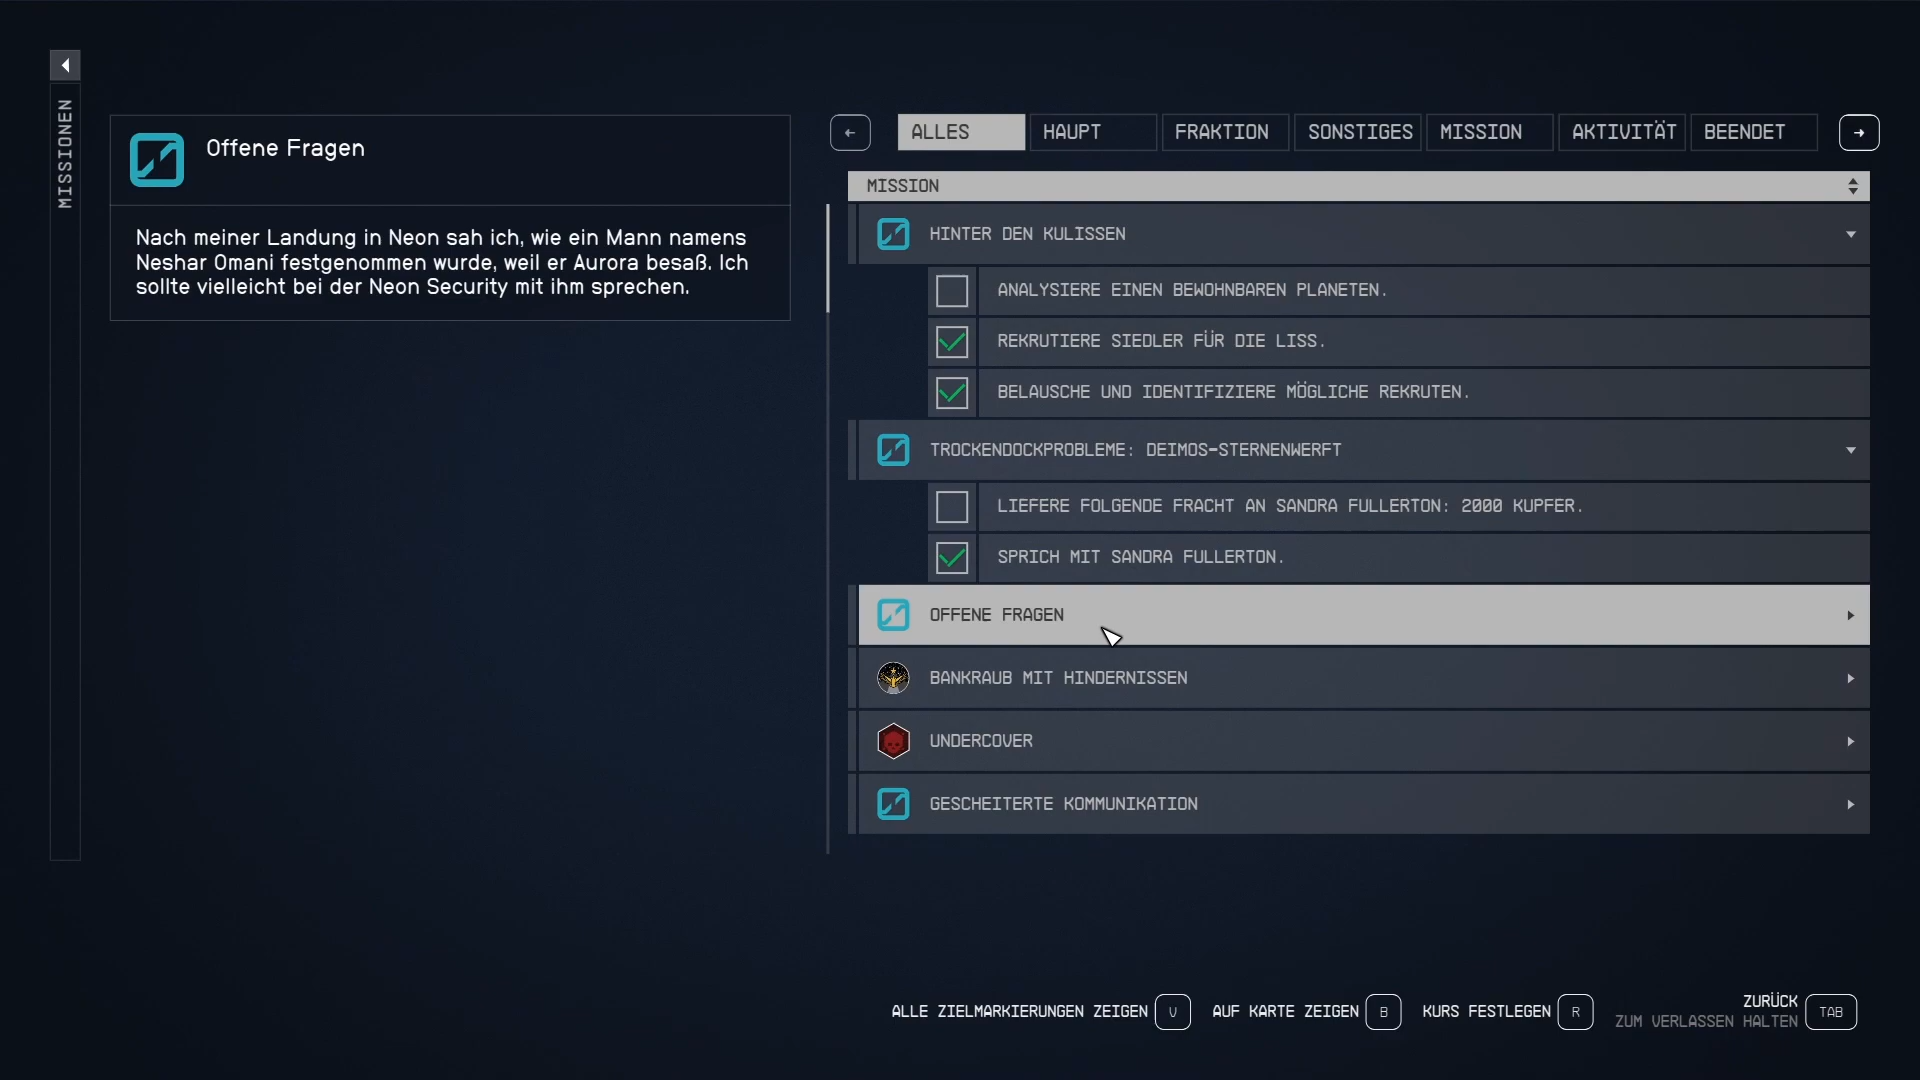 MISSIONEN
Offene Fragen
Nach meiner Landung in Neon sah ich, wie ein Mann namens
Neshar Omani festgenommen wurde, weil er Aurora besaß. Ich
sollte vielleicht bei der Neon Security mit ihm sprechen.
ALLES HAUPT FRAKTION SONSTIGES MISSION AKTIVITÄT BEENDET
MISSION
HINTER DEN KULISSEN
ANALYSIERE EINEN BEWOHNBAREN PLANETEN.
REKRUTIERE SIEDLER FÜR DIE LISS.
BELAUSCHE UND IDENTIFIZIERE MÖGLICHE REKRUTEN.
TROCKENDOCKPROBLEME: DEIMOS-STERNENWERFT
LIEFERE FOLGENDE FRACHT AN SANDRA FULLERTON: 2000 KUPFER.
SPRICH MIT SANDRA FULLERTON.
OFFENE FRAGEN
BANKRAUB MIT HINDERNISSEN
UNDERCOVER
GESCHEITERTE KOMMUNIKATION
ALLE ZIELMARKIERUNGEN ZEIGEN V AUF KARTE ZEIGEN B KURS FESTLEGEN R
ZURÜCK
ZUM VERLASSEN HALTEN TAB